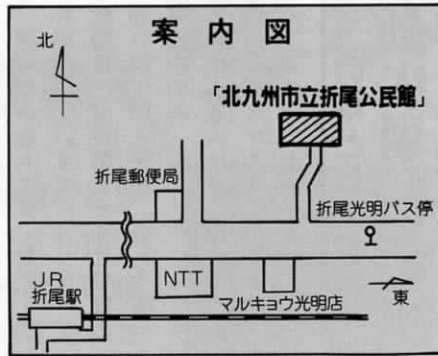 案内図
北
「北九州市立折尾公民館」
折尾郵便局
折尾光明バス停
NTT
マルキョウ光明店
JR
折尾駅
東